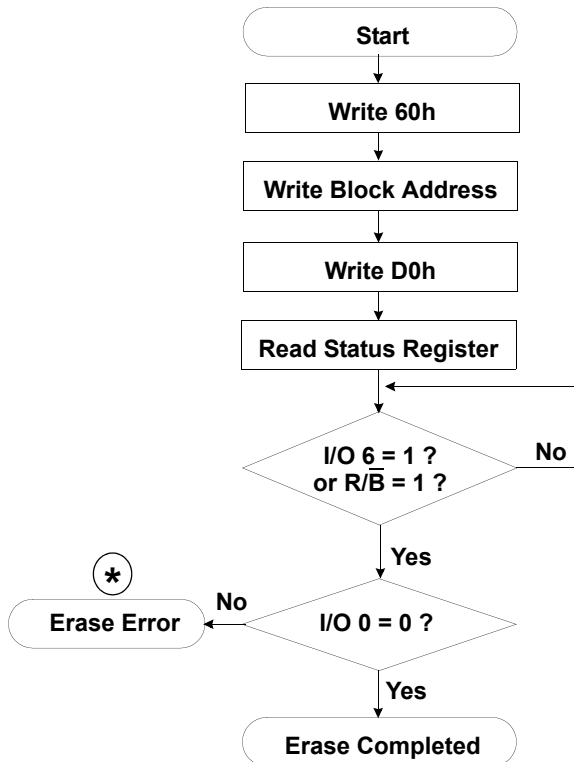 Start
Write 60h
Write Block Address
Write D0h
Read Status Register
I/O 6 = 1 ?
or R/B̅ = 1 ?
No
Yes
*
No
Erase Error
I/O 0 = 0 ?
Yes
Erase Completed